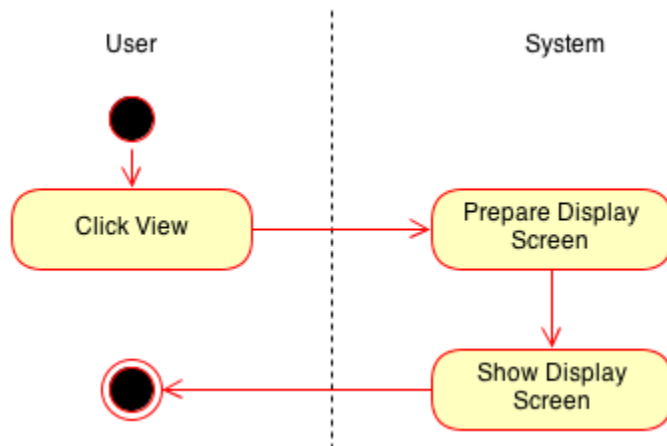 User
System
Click View
Prepare Display
Screen
Show Display
Screen